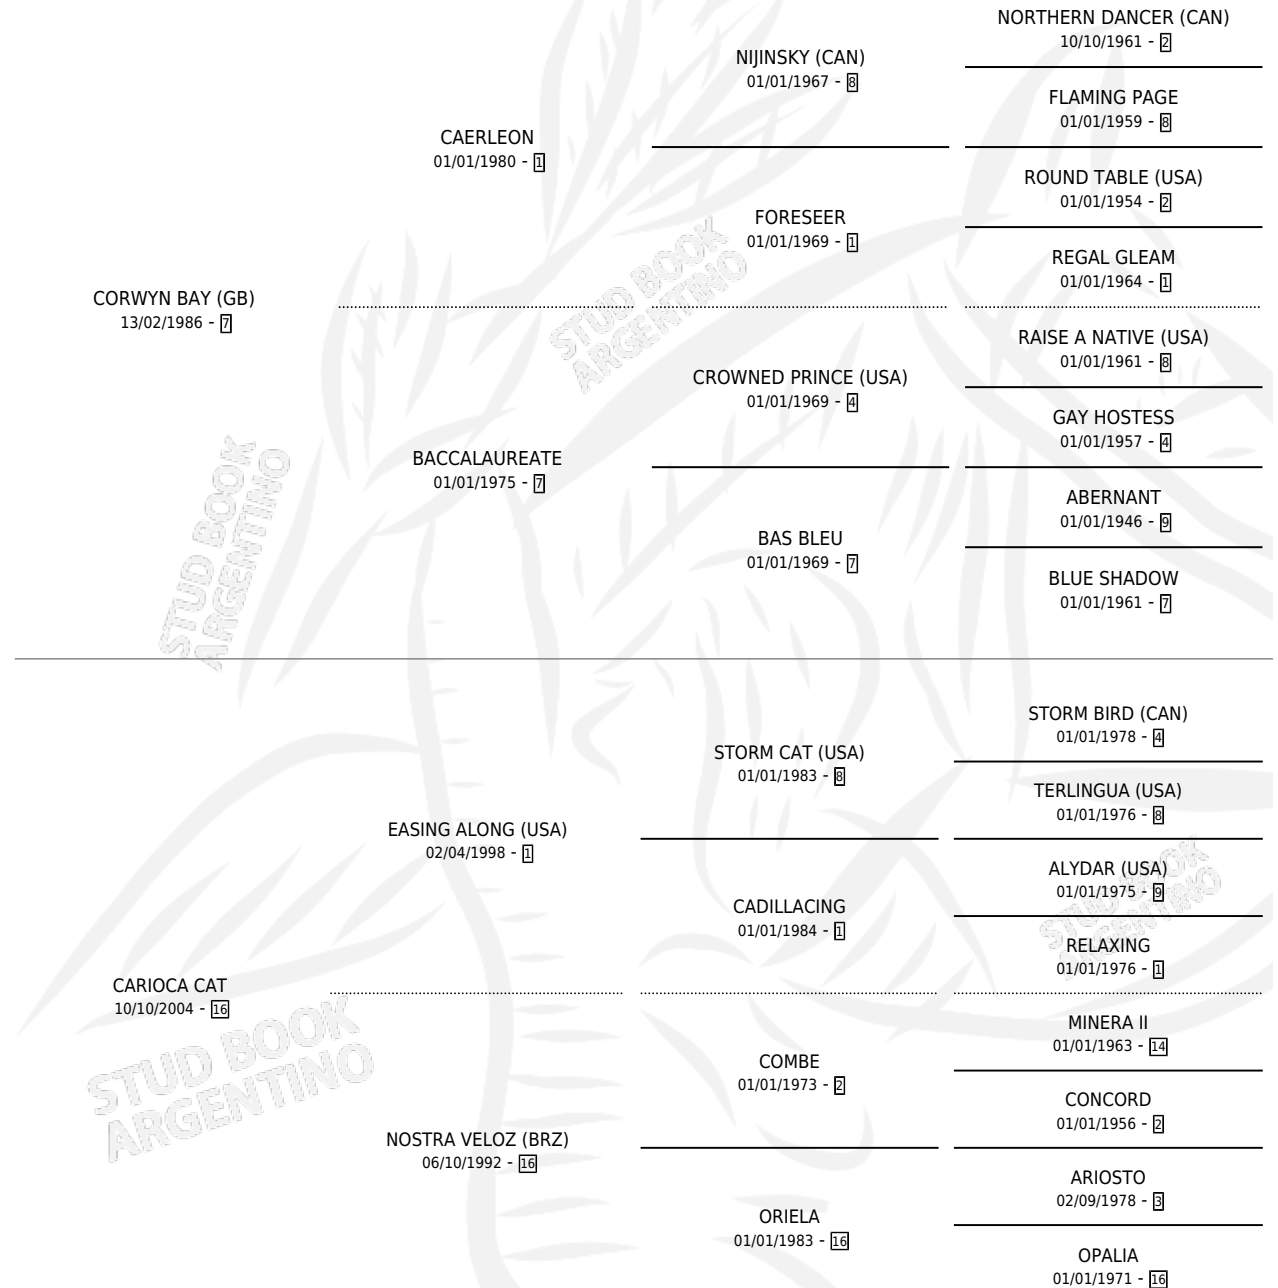 NORTHERN DANCER (CAN)
10/10/1961 - 2
NIJINSKY (CAN)
01/01/1967 - 8
FLAMING PAGE
01/01/1959 - 8
CAERLEON
01/01/1980 - 1
ROUND TABLE (USA)
01/01/1954 - 2
FORESEER
01/01/1969 - 1
REGAL GLEAM
01/01/1964 - 1
CORWYN BAY (GB)
13/02/1986 - 7
RAISE A NATIVE (USA)
01/01/1961 - 8
CROWNED PRINCE (USA)
01/01/1969 - 4
GAY HOSTESS
01/01/1957 - 4
BACCALAUREATE
01/01/1975 - 7
ABERNANT
01/01/1946 - 9
BAS BLEU
01/01/1969 - 7
BLUE SHADOW
01/01/1961 - 7
STUD BOOK
ARGENTINO
STUD BOOK
ARGENTINO
STORM BIRD (CAN)
01/01/1978 - 4
STORM CAT (USA)
01/01/1983 - 8
TERLINGUA (USA)
01/01/1976 - 8
EASING ALONG (USA)
02/04/1998 - 1
ALYDAR (USA)
01/01/1975 - 9
CADILLACING
01/01/1984 - 1
RELAXING
01/01/1976 - 1
CARIOCA CAT
10/10/2004 - 16
MINERA II
01/01/1963 - 14
COMBE
01/01/1973 - 2
CONCORD
01/01/1956 - 2
NOSTRA VELOZ (BRZ)
06/10/1992 - 16
ARIOSTO
02/09/1978 - 3
ORIELA
01/01/1983 - 16
OPALIA
01/01/1971 - 16
STUD BOOK
ARGENTINO
STUD BOOK
ARGENTINO